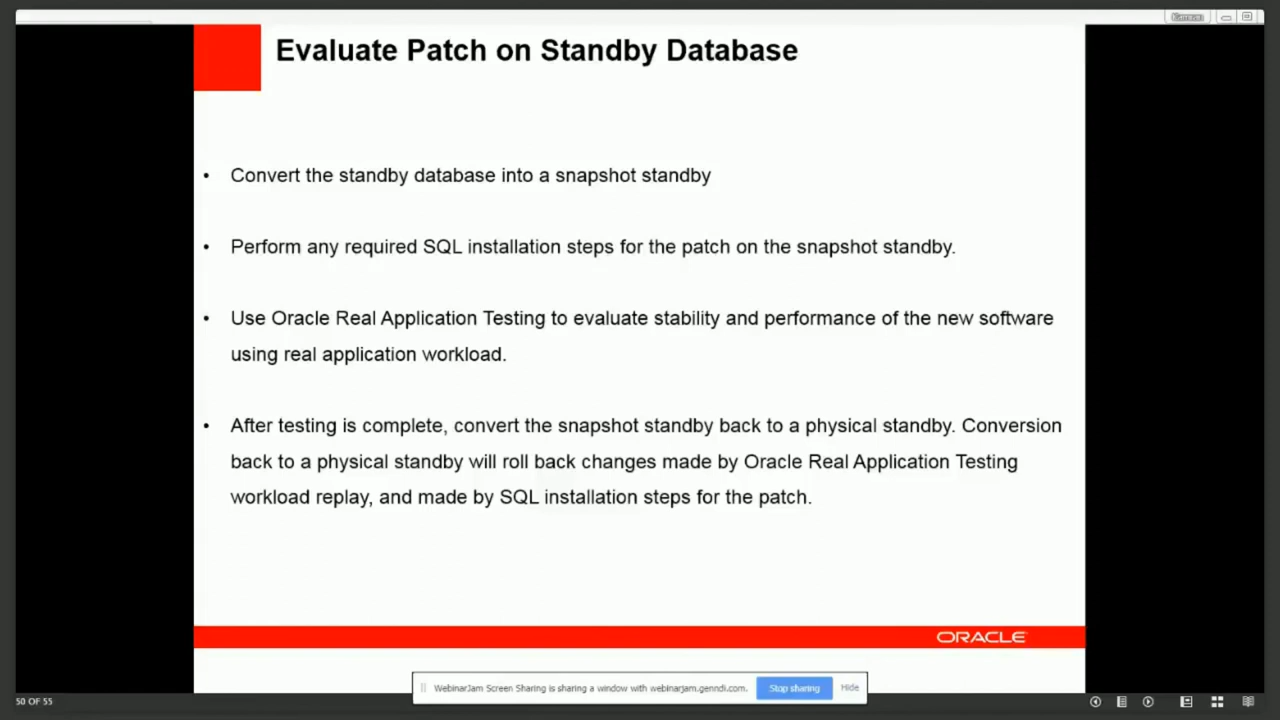 Evaluate Patch on Standby Database
• Convert the standby database into a snapshot standby
• Perform any required SQL installation steps for the patch on the snapshot standby.
• Use Oracle Real Application Testing to evaluate stability and performance of the new software
using real application workload.
• After testing is complete, convert the snapshot standby back to a physical standby. Conversion
back to a physical standby will roll back changes made by Oracle Real Application Testing
workload replay, and made by SQL installation steps for the patch.
ORACLE
WebinarJam Screen Sharing is sharing a window with webinarjam.genndi.com. Stop sharing Hide
50 OF 55